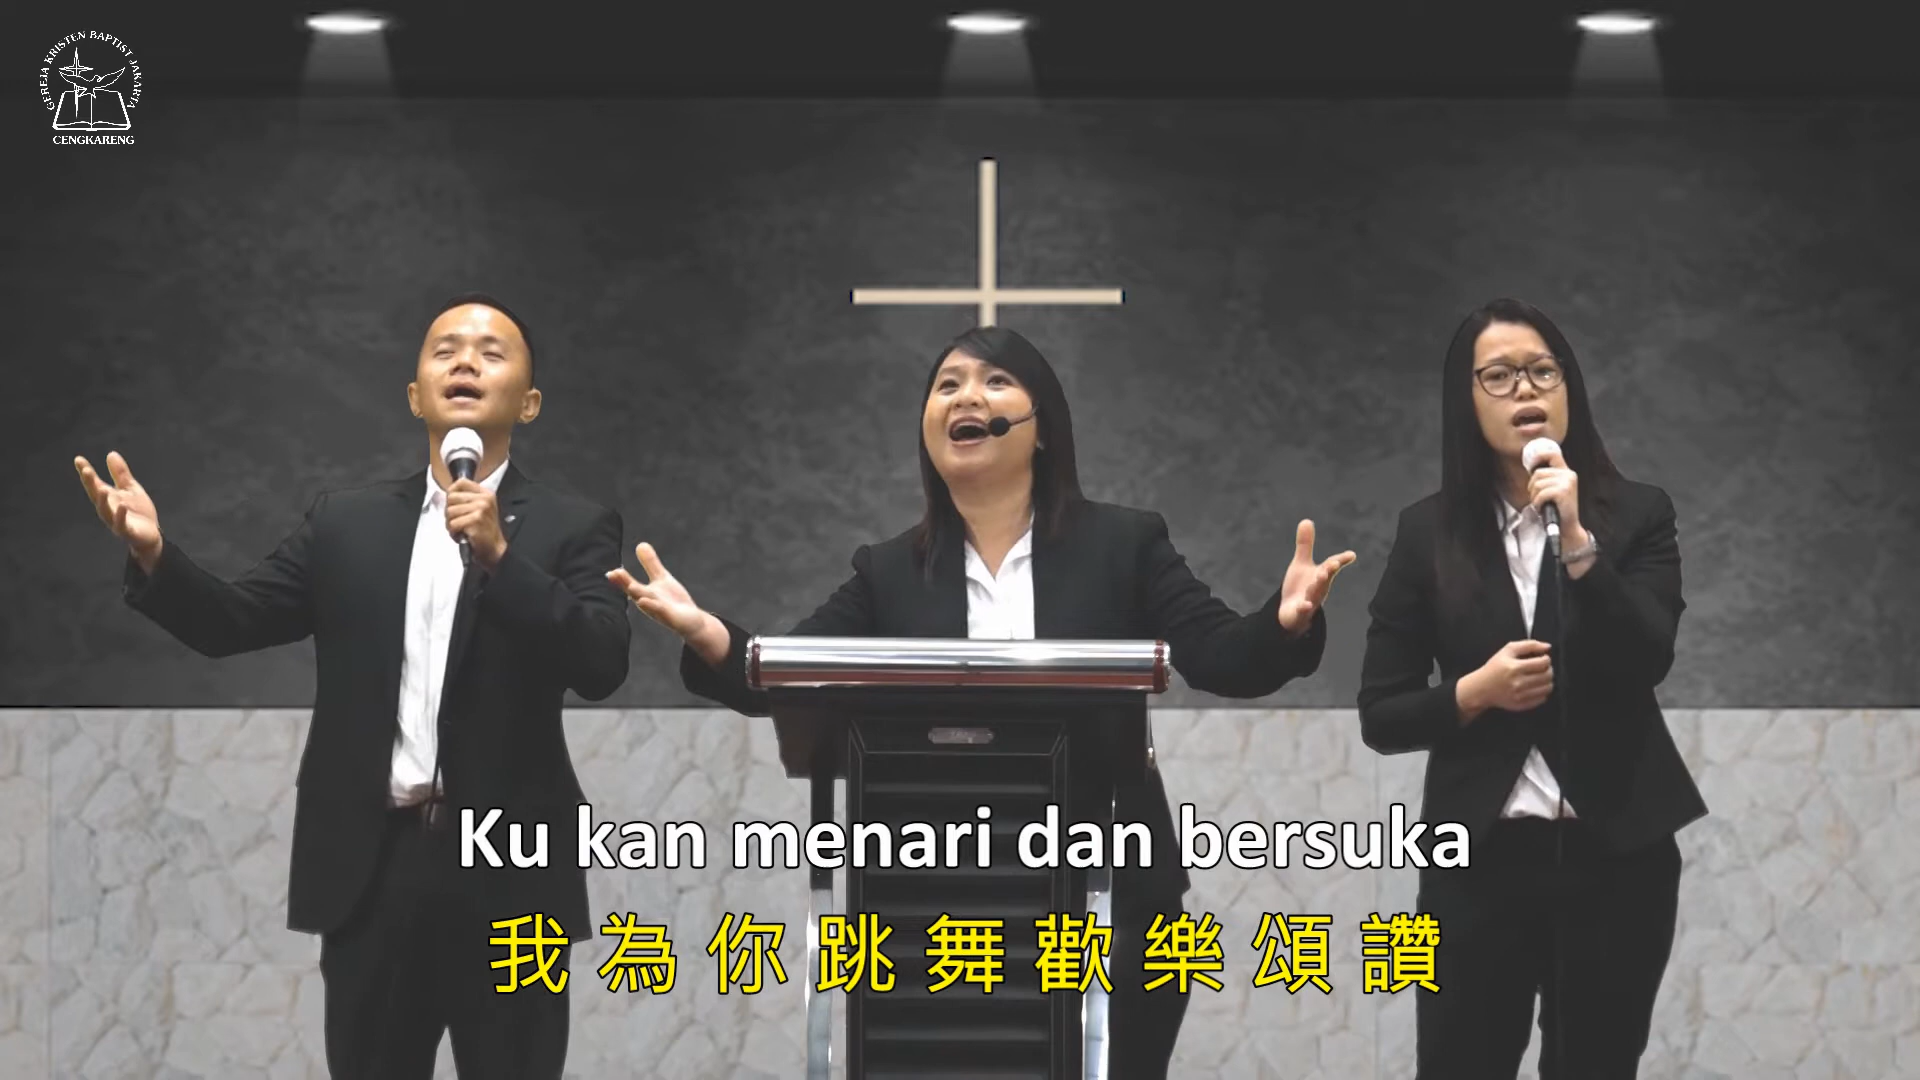 GEREJA KRISTEN BAPTIST JAKARTA
CENGKARENG
Ku kan menari dan bersuka
我為你跳舞歡樂頌讚